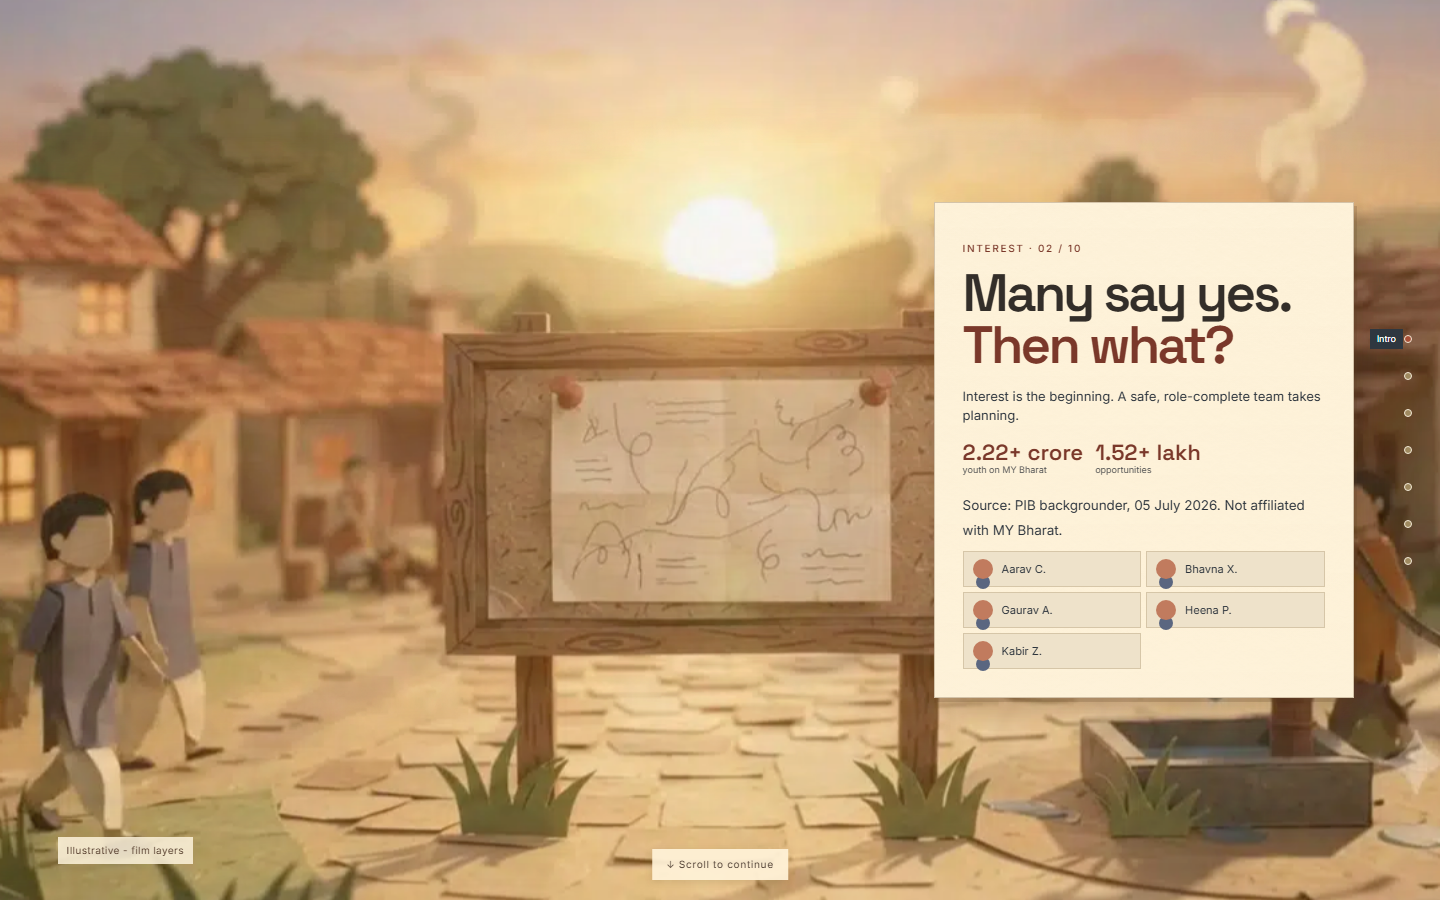 INTEREST · 02 / 10
Many say yes.
Then what?
Interest is the beginning. A safe, role-complete team takes
planning.
2.22+ crore
youth on MY Bharat
1.52+ lakh
opportunities
Source: PIB backgrounder, 05 July 2026. Not affiliated
with MY Bharat.
Aarav C.
Bhavna X.
Gaurav A.
Heena P.
Kabir Z.
Intro
Illustrative - film layers
↓ Scroll to continue